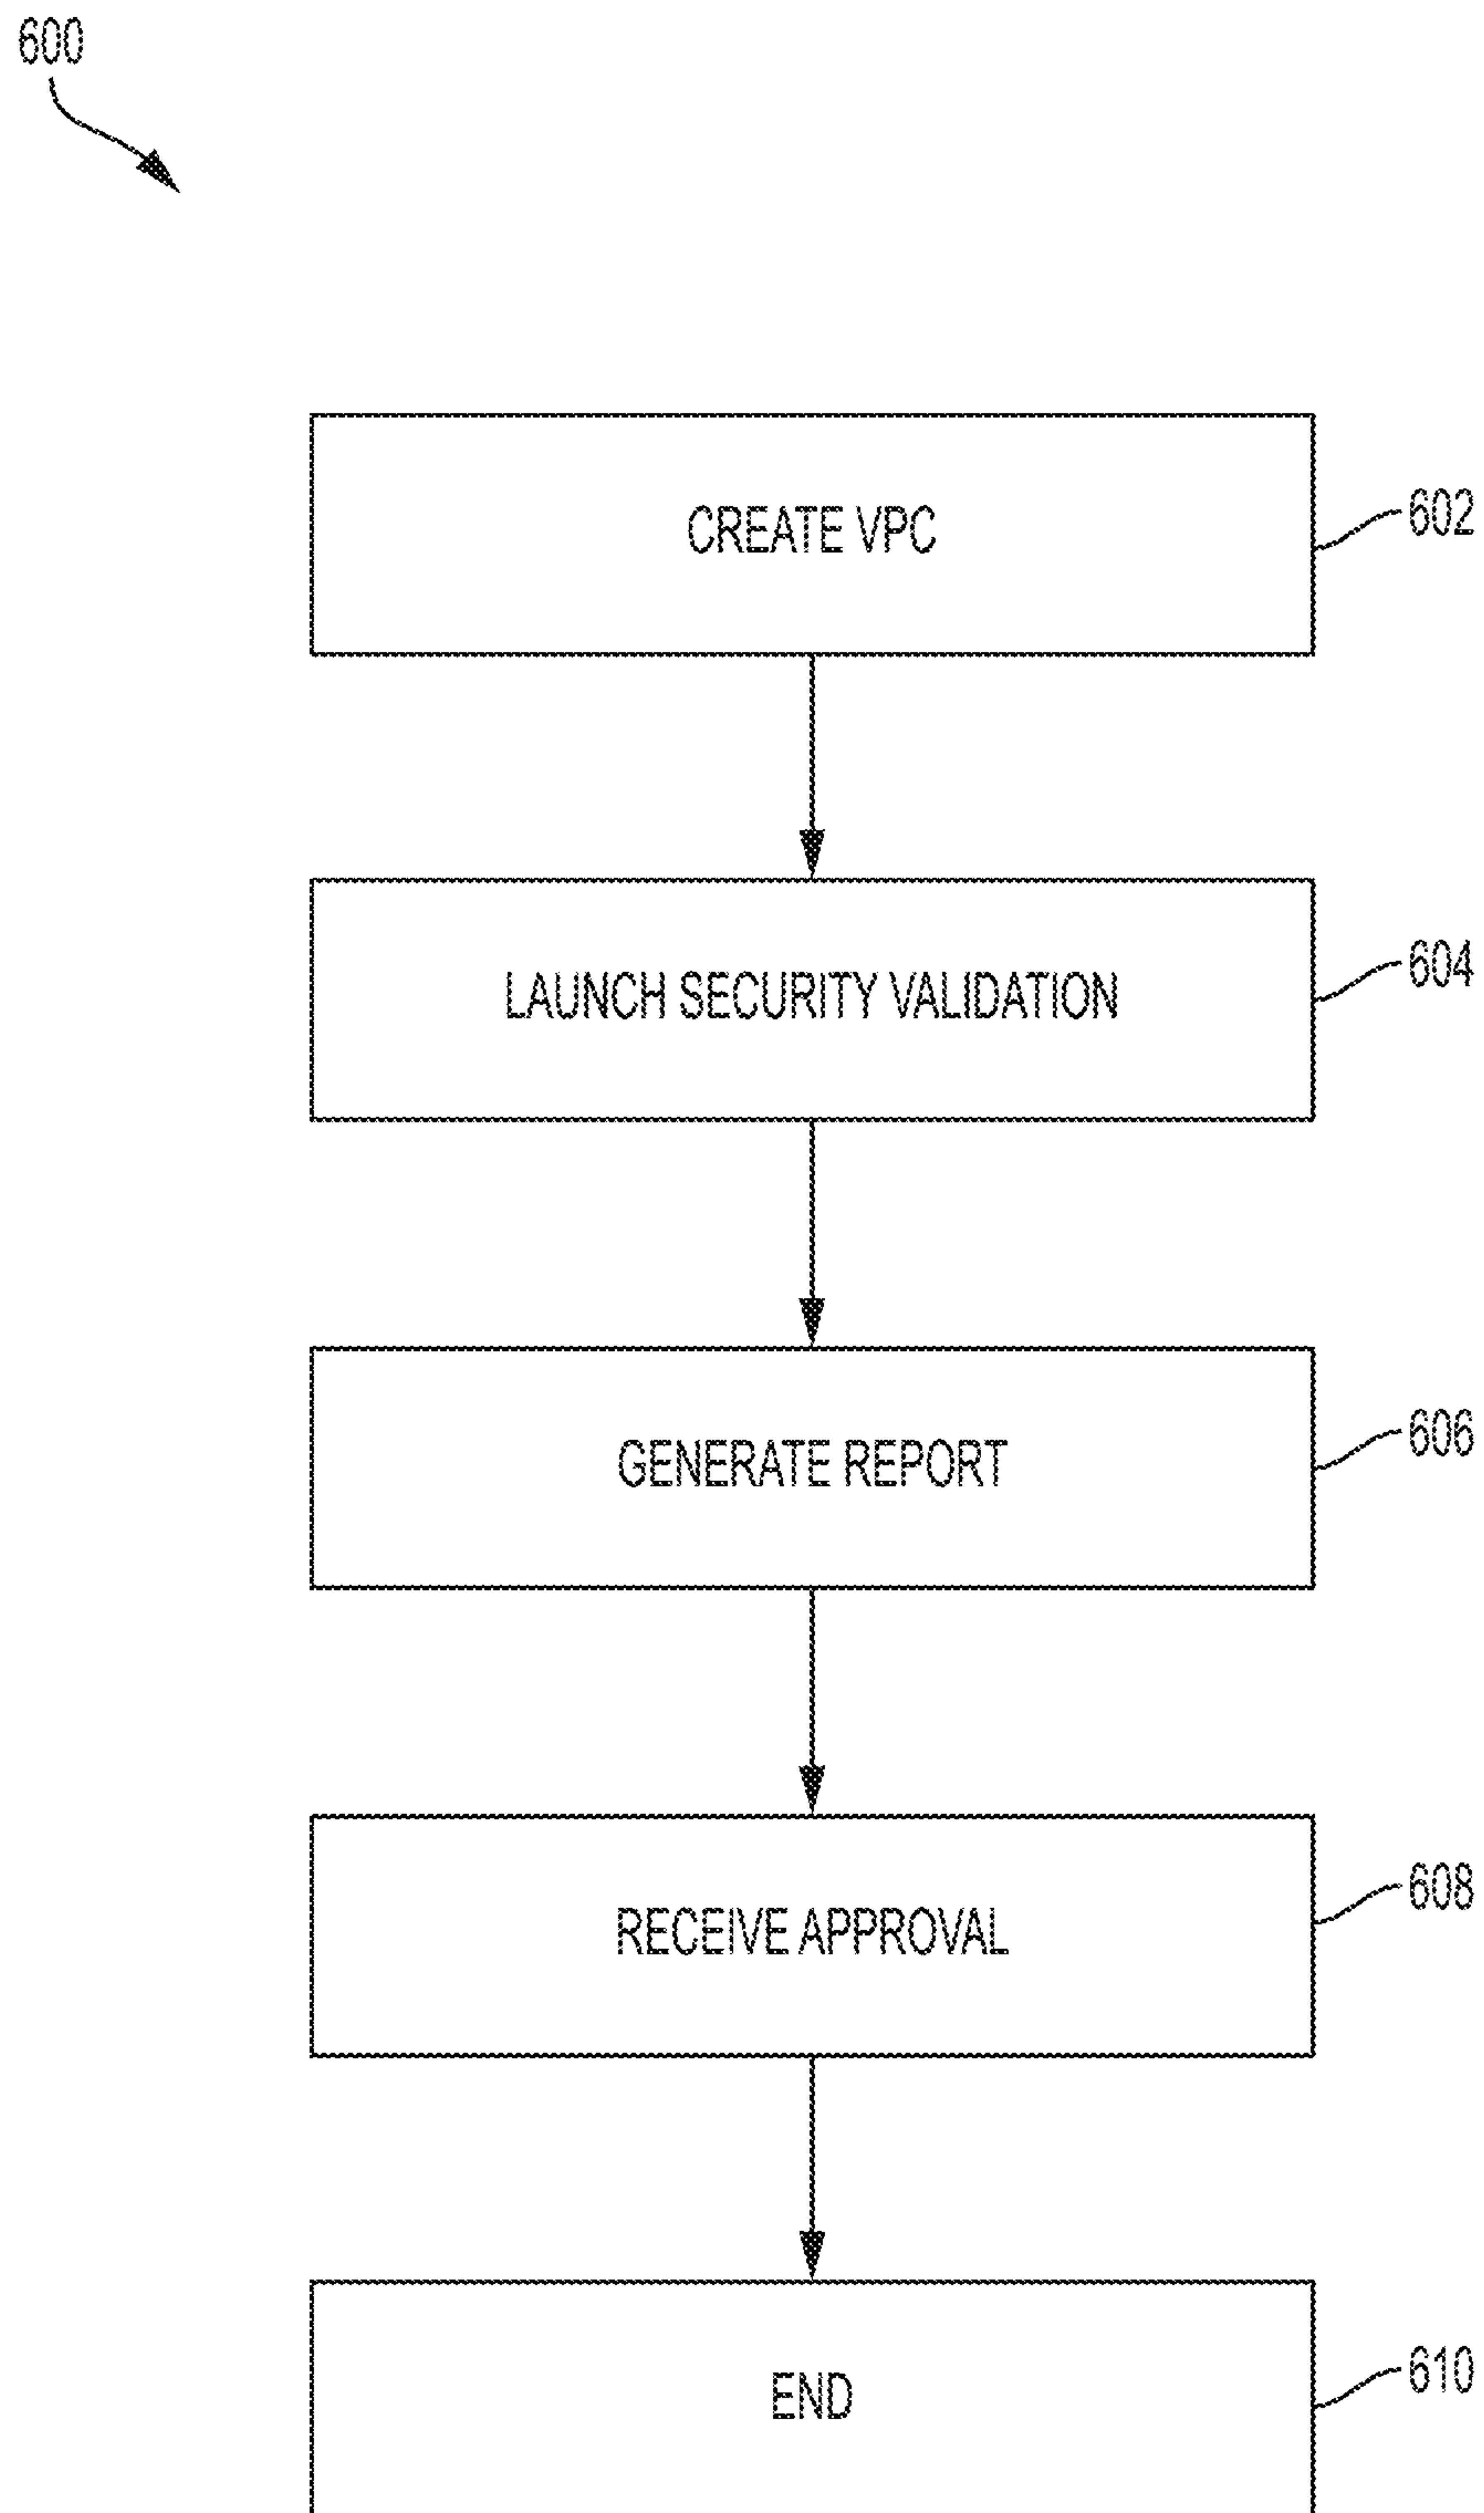 600
CREATE VPC
602
LAUNCH SECURITY VALIDATION
604
GENERATE REPORT
606
RECEIVE APPROVAL
608
END
610